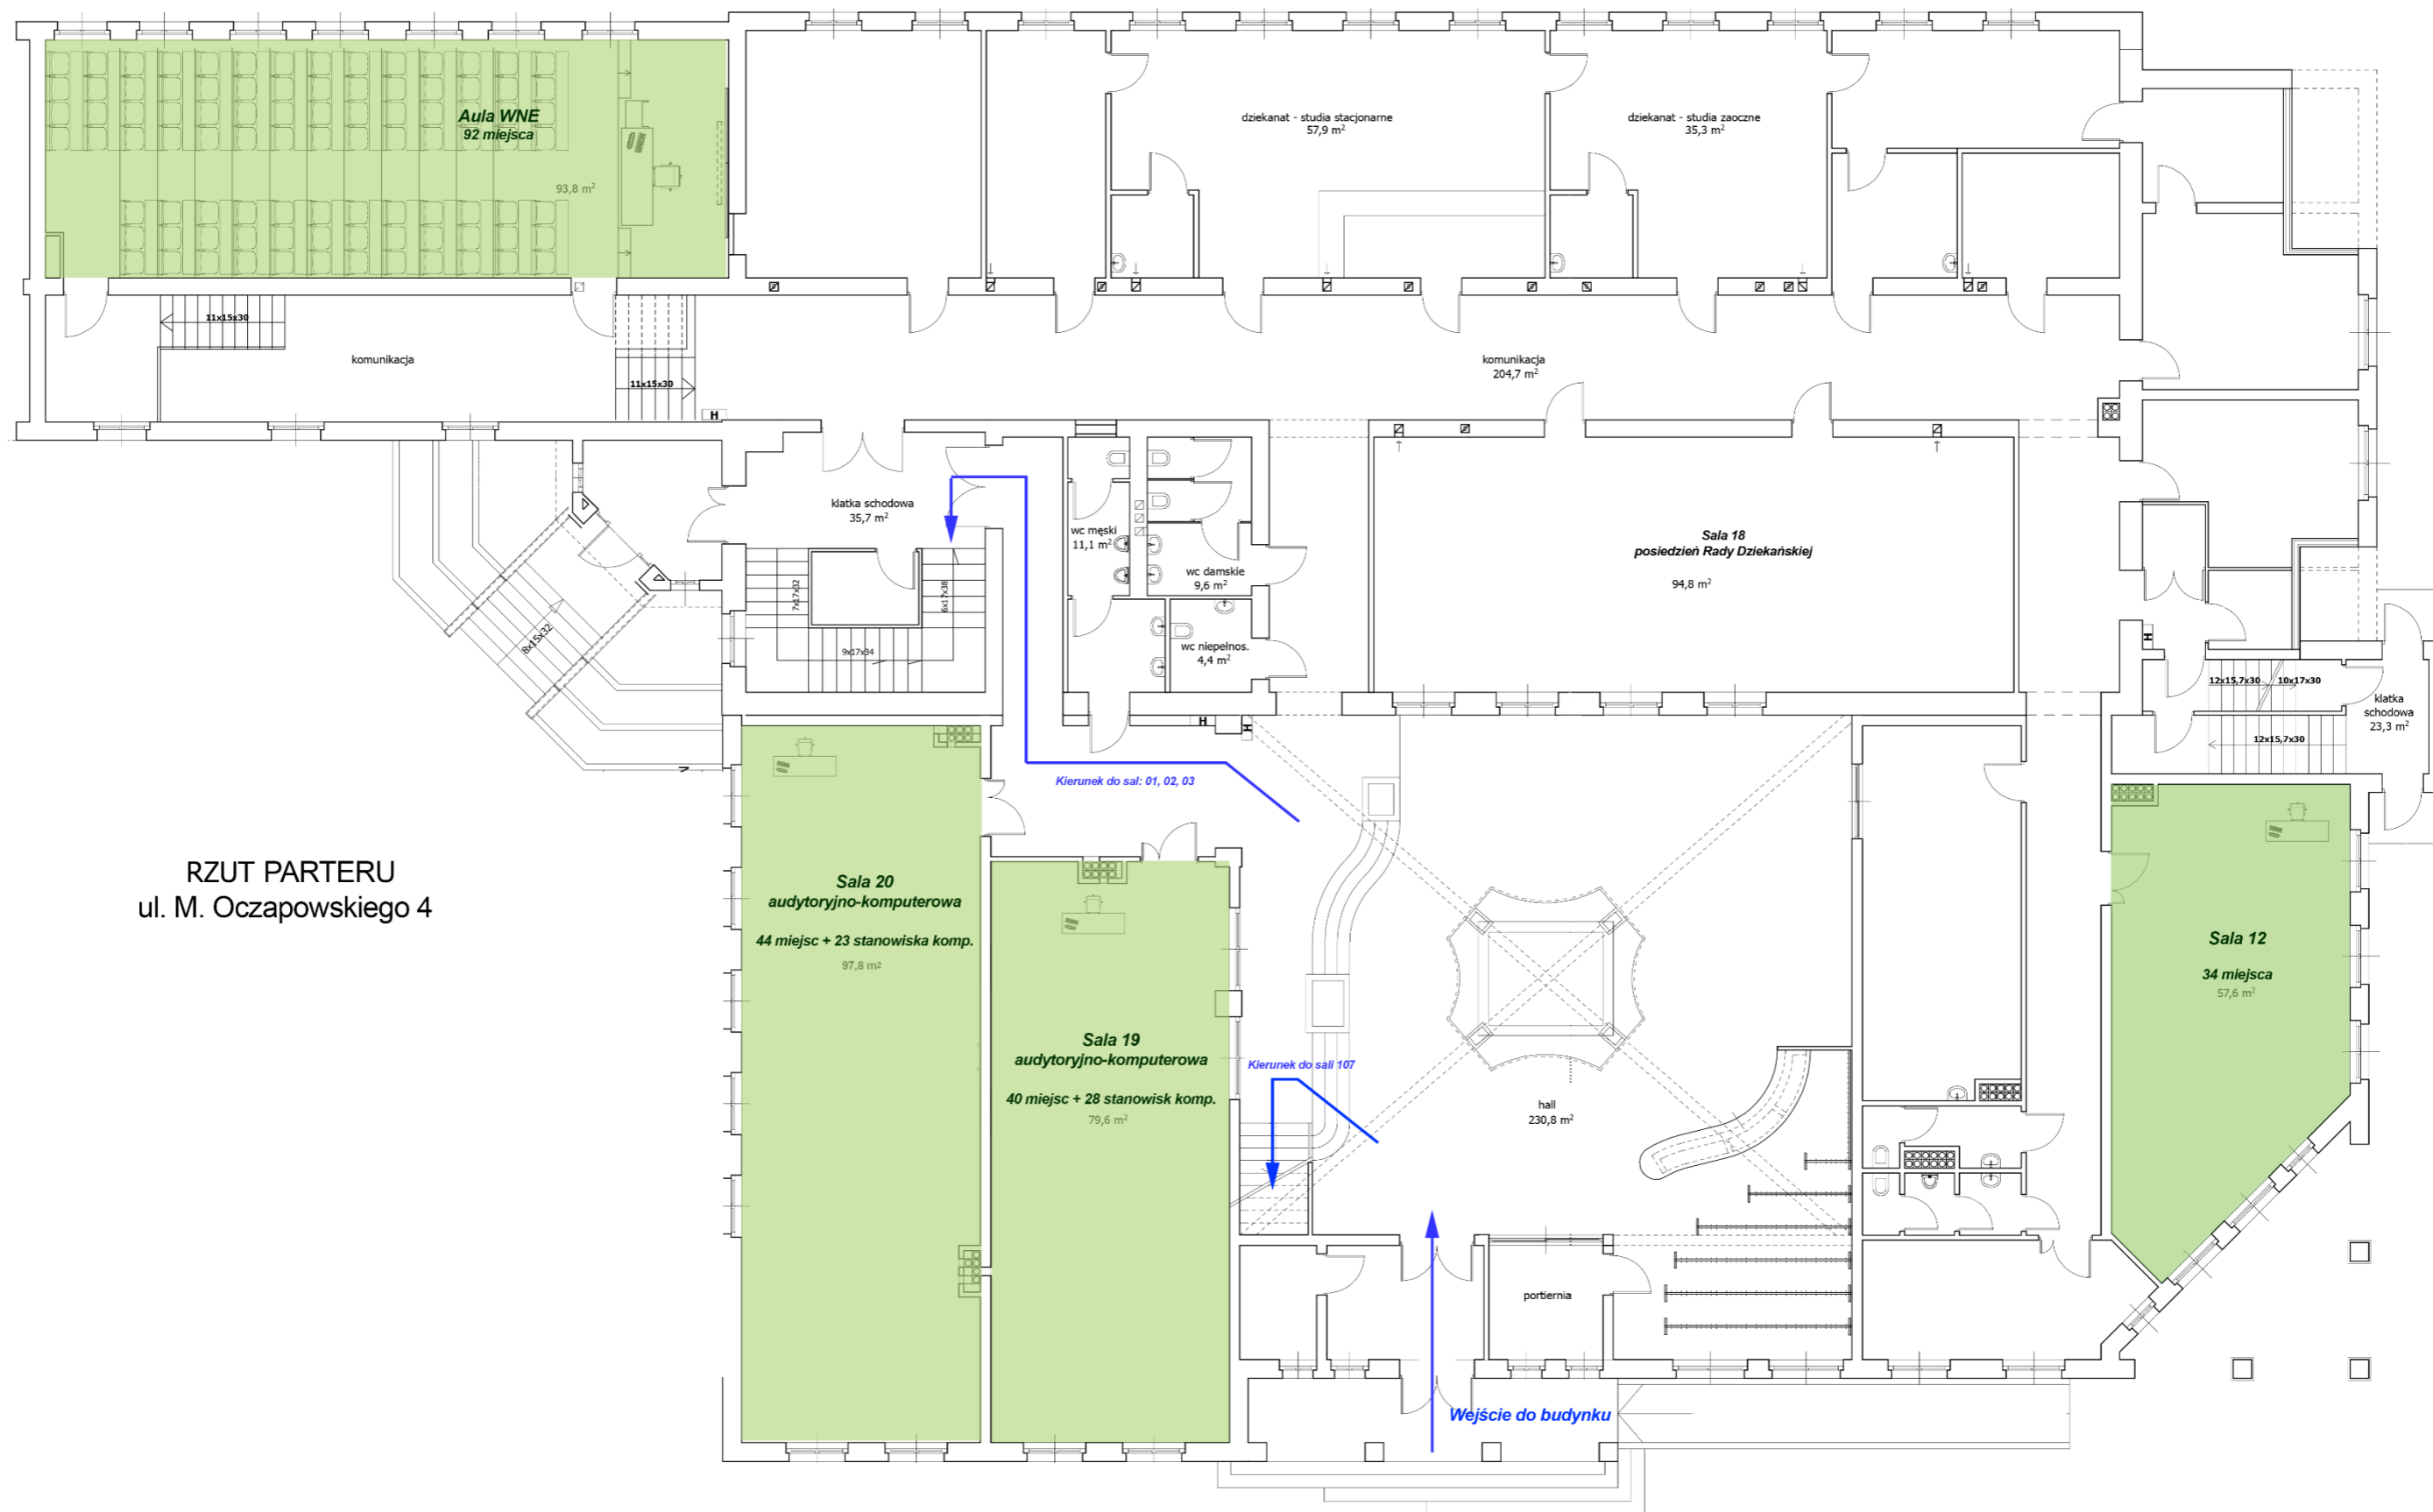 Aula WNE
92 miejsca
93,8 m²
dziekanat - studia stacjonarne
57,9 m²
dziekanat - studia zaoczne
35,3 m²
11x15x30
komunikacja
11x15x30
komunikacja
204,7 m²
H
klatka schodowa
35,7 m²
wc męski
11,1 m²
wc damskie
9,6 m²
wc niepełnos.
4,4 m²
Sala 18
posiedzień Rady Dziekańskiej
94,8 m²
7x17x32
6x17x38
9x17x34
8x15x32
H
12x15,7x30
10x17x30
klatka
schodowa
23,3 m²
12x15,7x30
H
H
Kierunek do sal: 01, 02, 03
RZUT PARTERU
ul. M. Oczapowskiego 4
Sala 20
audytoryjno-komputerowa
44 miejsc + 23 stanowiska komp.
97,8 m²
Sala 19
audytoryjno-komputerowa
40 miejsc + 28 stanowisk komp.
79,6 m²
Sala 12
34 miejsca
57,6 m²
Kierunek do sali 107
hall
230,8 m²
portiernia
Wejście do budynku